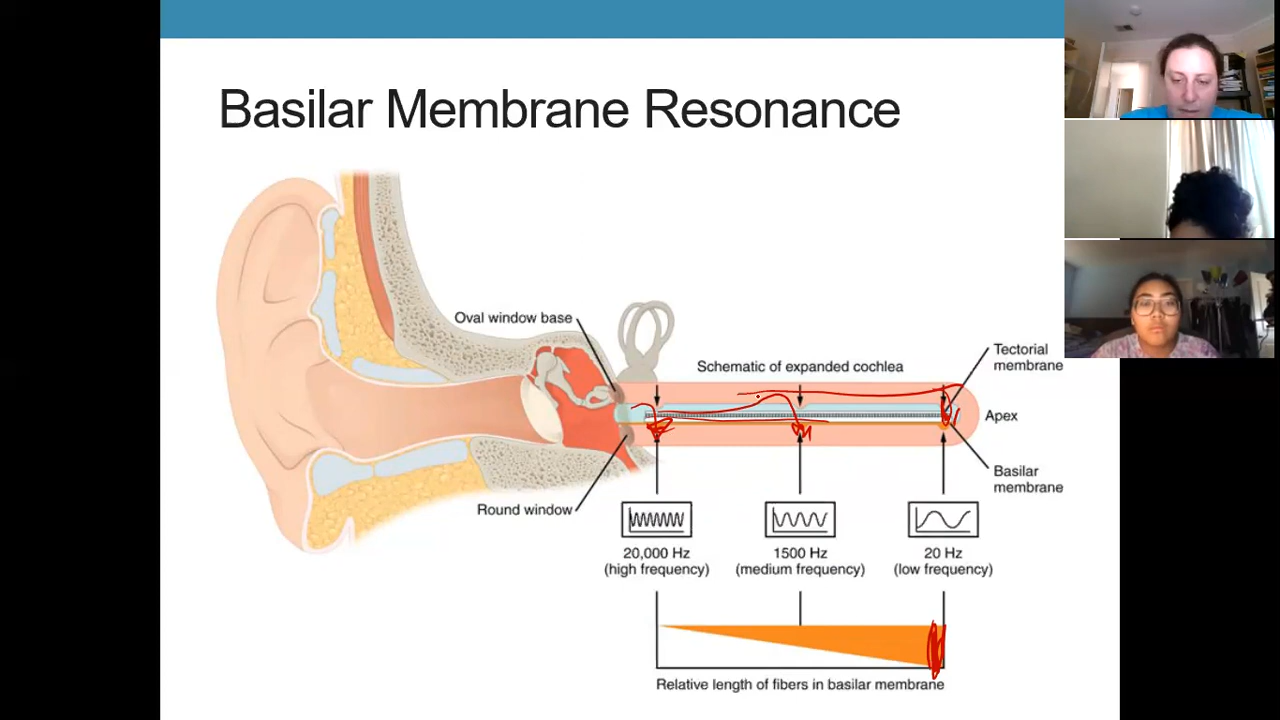 Basilar Membrane Resonance
Oval window base
Schematic of expanded cochlea
Tectorial
membrane
Apex
Basilar
membrane
Round window
20,000 Hz
(high frequency)
1500 Hz
(medium frequency)
20 Hz
(low frequency)
Relative length of fibers in basilar membrane